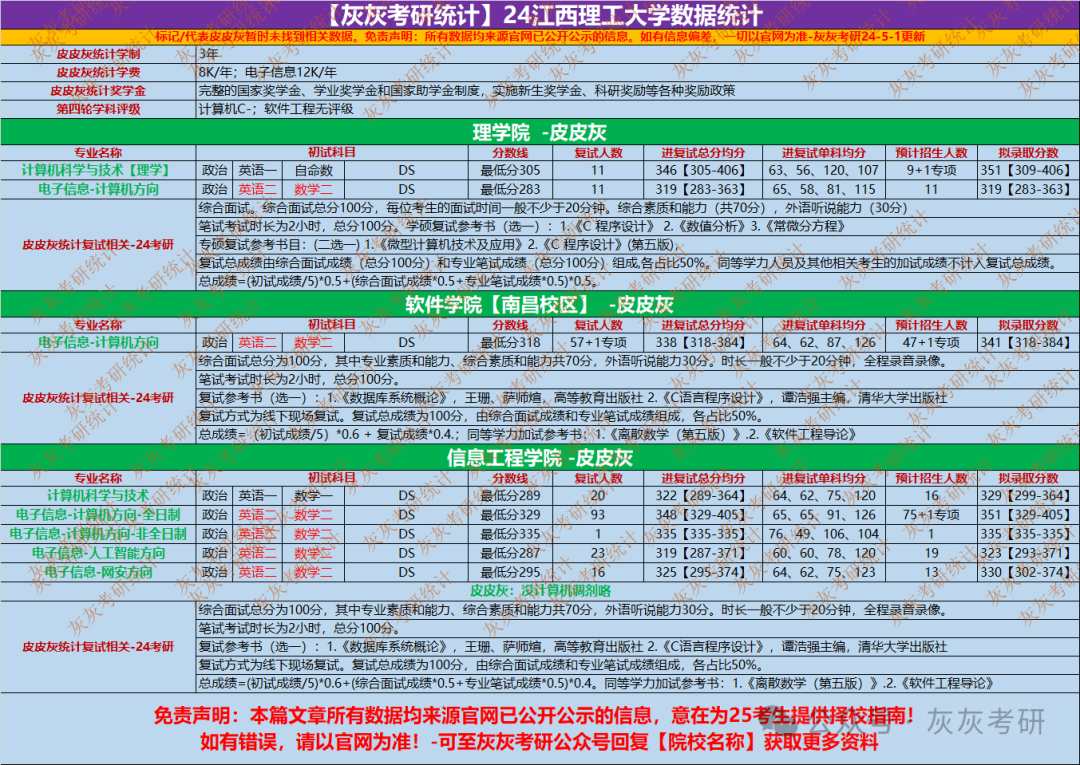 【灰灰考研统计】24江西理工大学数据统计
标记/代表皮皮灰暂时未找到相关数据。免责声明：所有数据均来源官网已公开公示的信息。如有信息偏差，一切以官网为准-灰灰考研24-5-1更新
皮皮灰统计学制 3年
皮皮灰统计学费 8K/年；电子信息12K/年
皮皮灰统计奖学金 完整的国家奖学金、学业奖学金和国家助学金制度，实施新生奖学金、科研奖励等各种奖励政策
第四轮学科评级 计算机C-；软件工程无评级
理学院 -皮皮灰
专业名称 初试科目 分数线 复试人数 进复试总分均分 进复试单科均分 预计招生人数 拟录取分数
计算机科学与技术【理学】 政治 英语一 自命数 DS 最低分305 11 346【305-406】 63、56、120、107 9+1专项 351【309-406】
电子信息-计算机方向 政治 英语二 数学二 DS 最低分283 11 319【283-363】 65、58、81、115 11 319【283-363】
皮皮灰统计复试相关-24考研
综合面试。综合面试总分100分，每位考生的面试时间一般不少于20分钟。综合素质和能力（共70分），外语听说能力（30分）
笔试考试时长为2小时，总分100分。学硕复试参考书（选一）：1.《C 程序设计》 2.《数值分析》3.《常微分方程》
专硕复试参考书目：(二选一) 1.《微型计算机技术及应用》2.《C 程序设计》(第五版),
复试总成绩由综合面试成绩（总分100分）和专业笔试成绩（总分100分）组成,各占比50%。同等学力人员及其他相关考生的加试成绩不计入复试总成绩。
总成绩=(初试成绩/5)*0.5+(综合面试成绩*0.5+专业笔试成绩*0.5)*0.5。
软件学院【南昌校区】 -皮皮灰
专业名称 初试科目 分数线 复试人数 进复试总分均分 进复试单科均分 预计招生人数 拟录取分数
电子信息-计算机方向 政治 英语二 数学二 DS 最低分318 57+1专项 338【318-384】 64、62、87、126 47+1专项 341【318-384】
皮皮灰统计复试相关-24考研
综合面试总分为100分，其中专业素质和能力、综合素质和能力共70分，外语听说能力30分。时长一般不少于20分钟，全程录音录像。
笔试考试时长为2小时，总分100分。
复试参考书（选一）：1.《数据库系统概论》，王珊、萨师煊，高等教育出版社 2.《C语言程序设计》，谭浩强主编，清华大学出版社
复试方式为线下现场复试。复试总成绩为100分，由综合面试成绩和专业笔试成绩组成，各占比50%。
总成绩=（初试成绩/5）*0.6 + 复试成绩*0.4.；同等学力加试参考书：1.《离散数学（第五版）》.2.《软件工程导论》
信息工程学院 -皮皮灰
专业名称 初试科目 分数线 复试人数 进复试总分均分 进复试单科均分 预计招生人数 拟录取分数
计算机科学与技术 政治 英语一 数学一 DS 最低分289 20 322【289-364】 64、62、75、120 16 329【299-364】
电子信息-计算机方向-全日制 政治 英语二 数学二 DS 最低分329 93 348【329-405】 65、65、91、126 75+1专项 351【329-405】
电子信息-计算机方向-非全日制 政治 英语二 数学二 DS 最低分335 1 335【335-335】 76、49、106、104 1 335【335-335】
电子信息-人工智能方向 政治 英语二 数学二 DS 最低分287 23 319【287-371】 60、60、78、120 19 323【293-371】
电子信息-网安方向 政治 英语二 数学二 DS 最低分295 16 325【295-374】 64、62、75、123 13 330【302-374】
皮皮灰：没计算机调剂略
皮皮灰统计复试相关-24考研
综合面试总分为100分，其中专业素质和能力、综合素质和能力共70分，外语听说能力30分。时长一般不少于20分钟，全程录音录像。
笔试考试时长为2小时，总分100分。
复试参考书（选一）：1.《数据库系统概论》，王珊、萨师煊，高等教育出版社 2.《C语言程序设计》，谭浩强主编，清华大学出版社
复试方式为线下现场复试。复试总成绩为100分，由综合面试成绩和专业笔试成绩组成，各占比50%。
总成绩=(初试成绩/5)*0.6+(综合面试成绩*0.5+专业笔试成绩*0.5)*0.4。同等学力加试参考书：1.《离散数学（第五版）》.2.《软件工程导论》
免责声明：本篇文章所有数据均来源官网已公开公示的信息，意在为25考生提供择校指南！
如有错误，请以官网为准！-可至灰灰考研公众号回复【院校名称】获取更多资料
公众号 · 灰灰考研